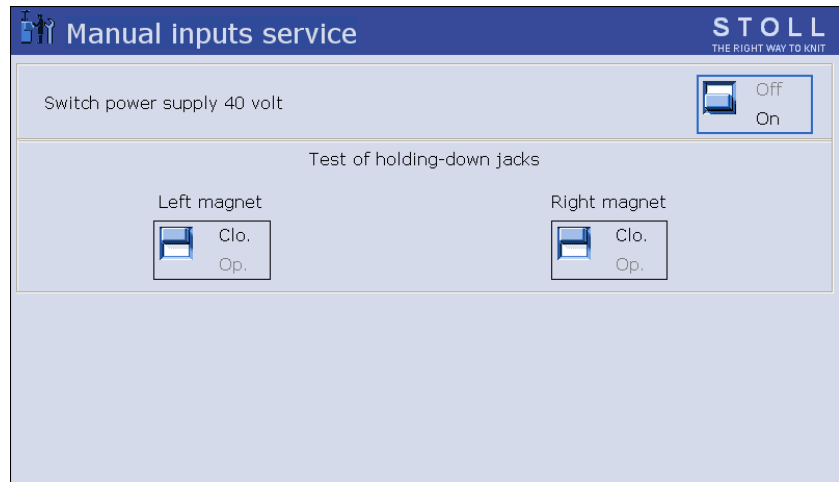 Manual inputs service
STOLL
THE RIGHT WAY TO KNIT
Switch power supply 40 volt
Off
On
Test of holding-down jacks
Left magnet
Right magnet
Clo.
Op.
Clo.
Op.